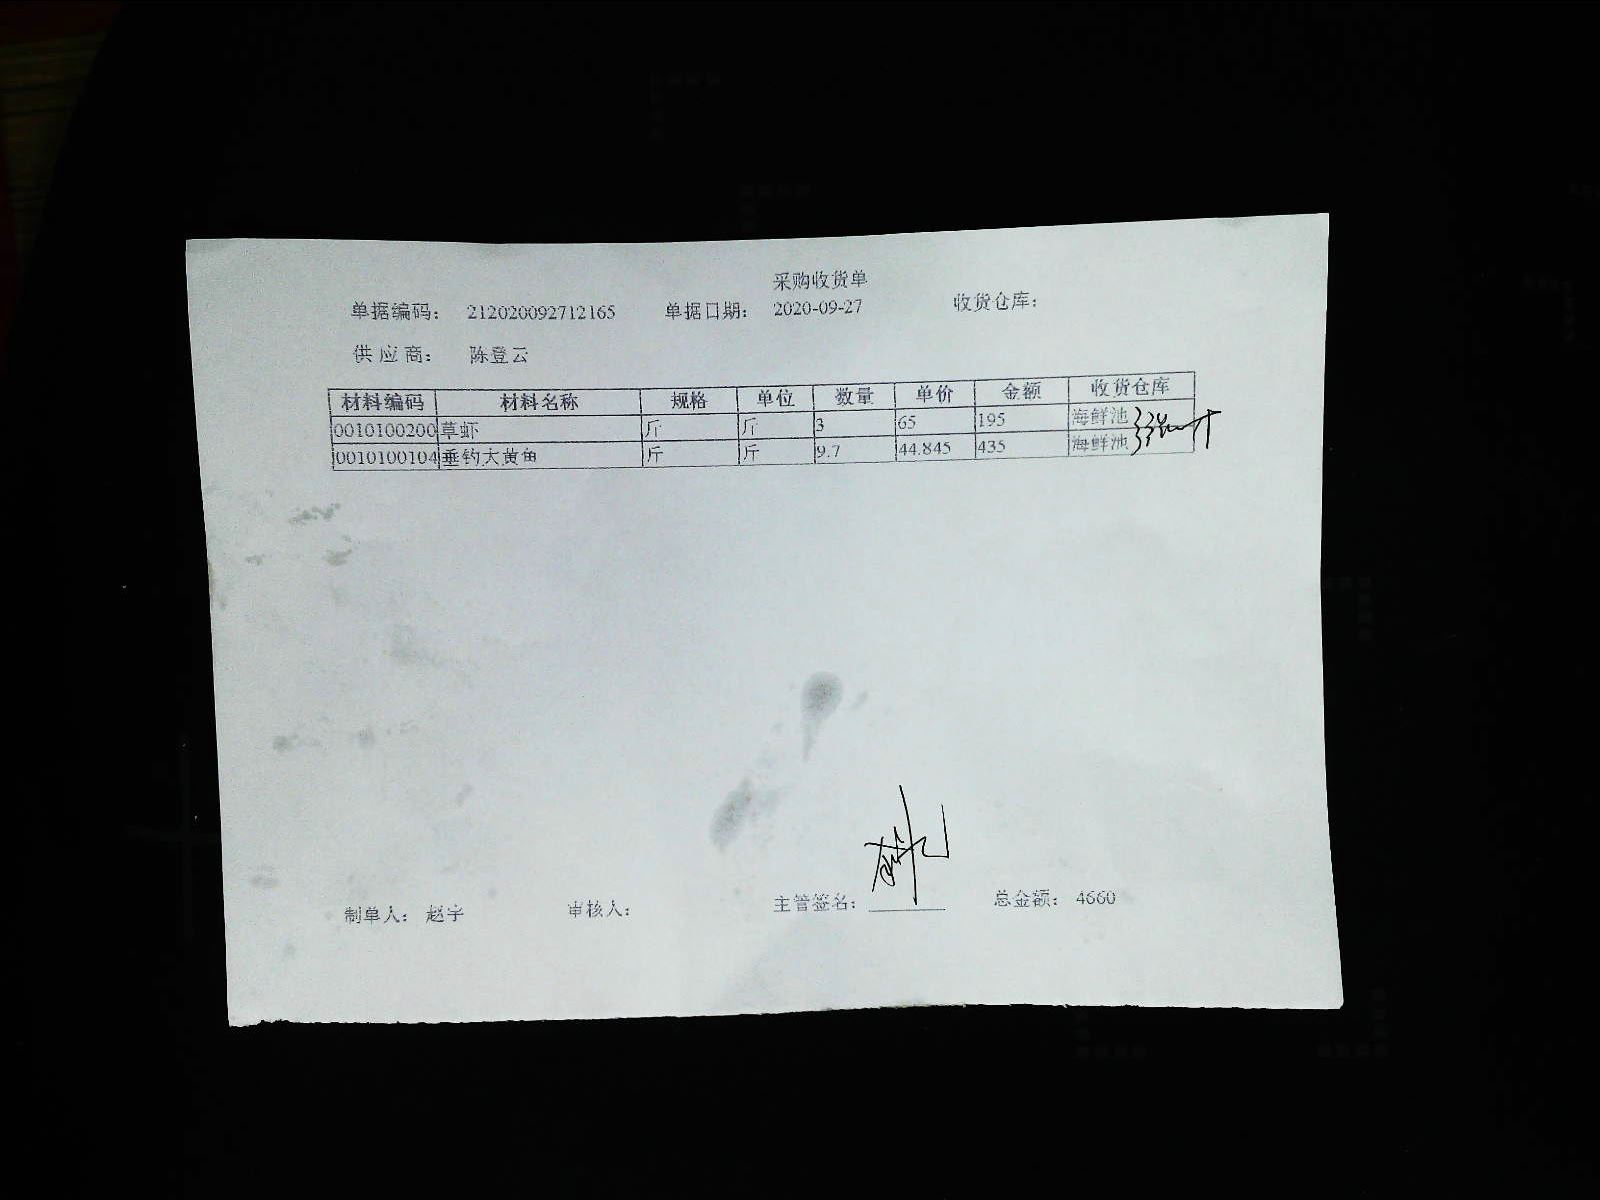 采购收货单
单据编码: 212020092712165 单据日期: 2020-09-27 收货仓库:
供应商: 陈登云
材料编码 材料名称 规格 单位 数量 单价 金额 收货仓库
0010100200 草虾 斤 斤 3 65 195 海鲜池
0010100104 垂钓大黄鱼 斤 斤 9.7 44.845 435 海鲜池
制单人: 赵宇 审核人: 主管签名: 总金额: 4660